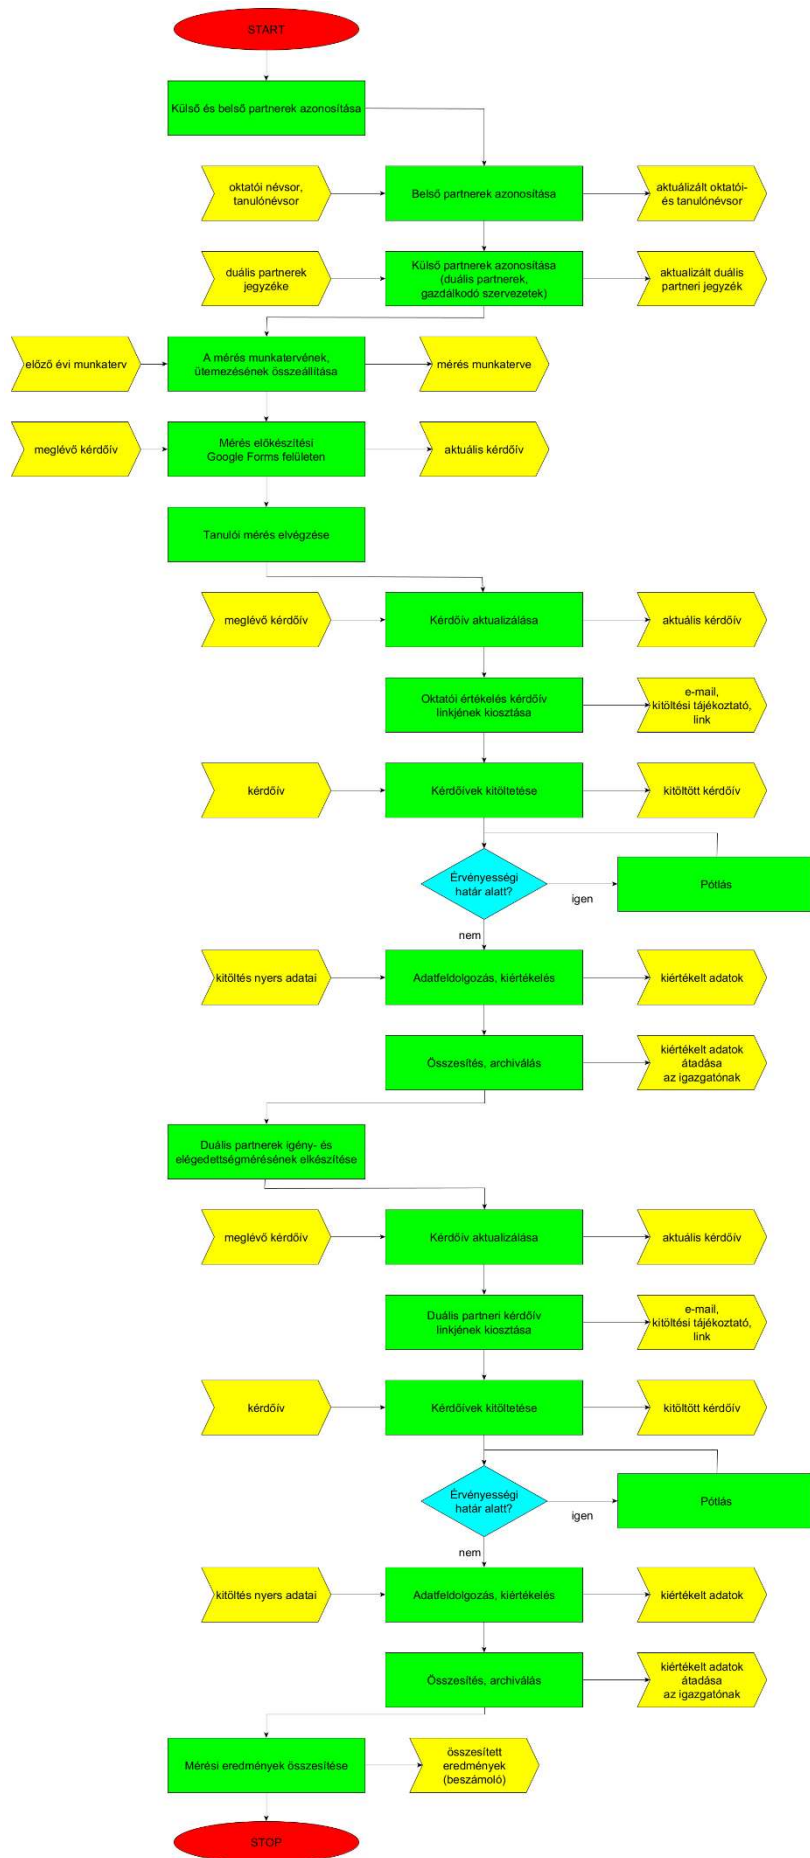 START
Külső és belső partnerek azonosítása
oktatói névsor,
tanulónévsor
Belső partnerek azonosítása
aktuálizált oktatói-
és tanulónévsor
duális partnerek
jegyzéke
Külső partnerek azonosítása
(duális partnerek,
gazdálkodó szervezetek)
aktualizált duális
partneri jegyzék
előző évi munkaterv
A mérés munkatervének,
ütemezésének összeállítása
mérés munkaterve
meglévő kérdőív
Mérés előkészítési
Google Forms felületen
aktuális kérdőív
Tanulói mérés elvégzése
meglévő kérdőív
Kérdőív aktualizálása
aktuális kérdőív
Oktatói értékelés kérdőív
linkjének kiosztása
e-mail,
kitöltési tájékoztató,
link
kérdőív
Kérdőívek kitöltetése
kitöltött kérdőív
Érvényességi
határ alatt?
igen
Pótlás
nem
kitöltés nyers adatai
Adatfeldolgozás, kiértékelés
kiértékelt adatok
Összesítés, archiválás
kiértékelt adatok
átadása
az igazgatónak
Duális partnerek igény- és
elégedettségmérésének elkészítése
meglévő kérdőív
Kérdőív aktualizálása
aktuális kérdőív
Duális partneri kérdőív
linkjének kiosztása
e-mail,
kitöltési tájékoztató,
link
kérdőív
Kérdőívek kitöltetése
kitöltött kérdőív
Érvényességi
határ alatt?
igen
Pótlás
nem
kitöltés nyers adatai
Adatfeldolgozás, kiértékelés
kiértékelt adatok
Összesítés, archiválás
kiértékelt adatok
átadása
az igazgatónak
Mérési eredmények összesítése
összesített
eredmények
(beszámoló)
STOP